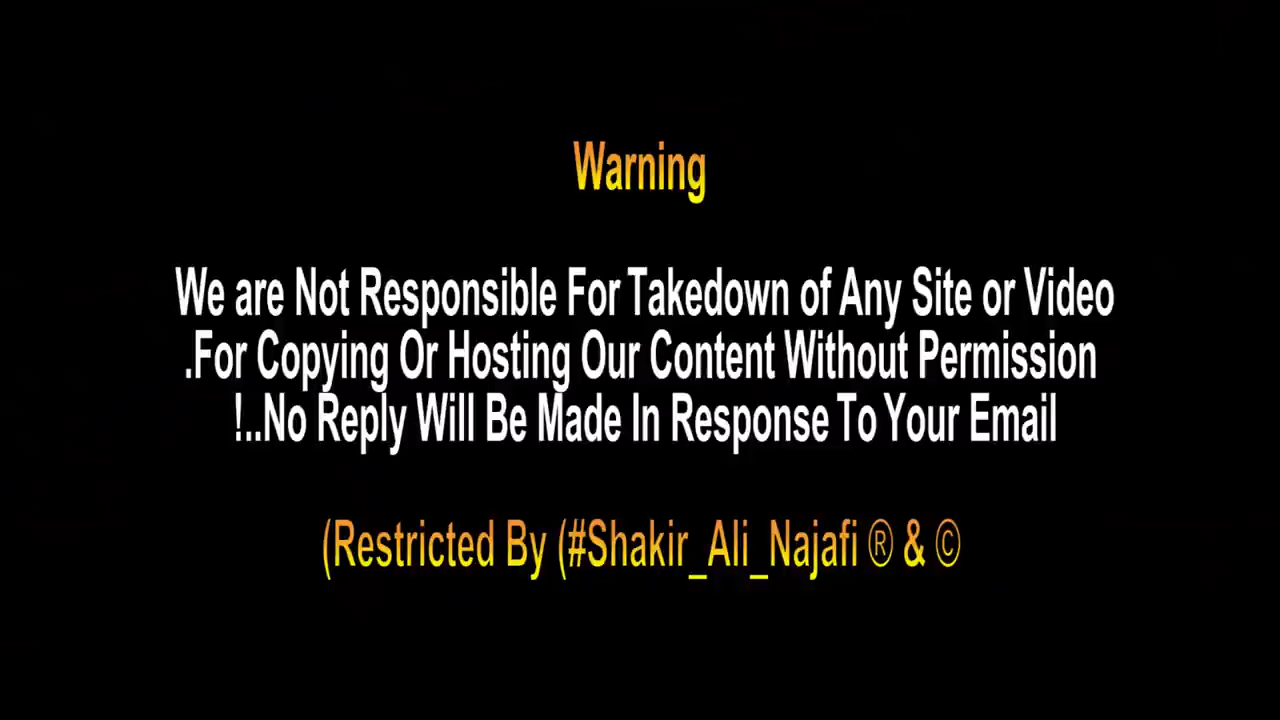 Warning
We are Not Responsible For Takedown of Any Site or Video
.For Copying Or Hosting Our Content Without Permission
!..No Reply Will Be Made In Response To Your Email
(Restricted By (#Shakir_Ali_Najafi ® & ©